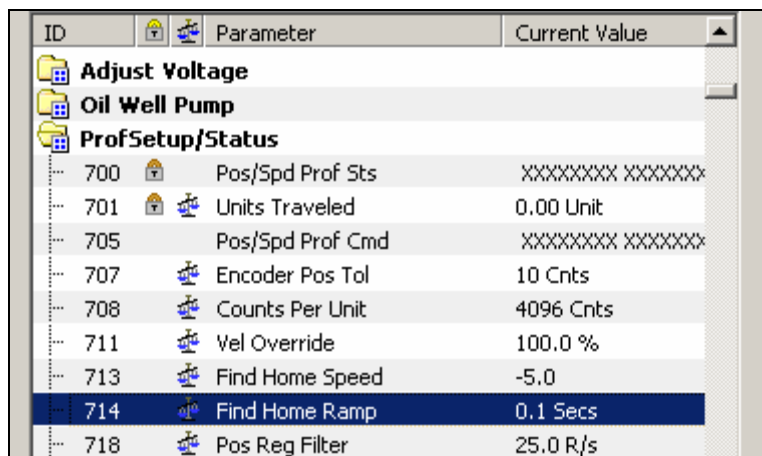 ID Parameter Current Value
Adjust Voltage
Oil Well Pump
ProfSetup/Status
700 Pos/Spd Prof Sts XXXXXXXX XXXXXXX
701 Units Traveled 0.00 Unit
705 Pos/Spd Prof Cmd XXXXXXXX XXXXXXX
707 Encoder Pos Tol 10 Cnts
708 Counts Per Unit 4096 Cnts
711 Vel Override 100.0 %
713 Find Home Speed -5.0
714 Find Home Ramp 0.1 Secs
718 Pos Reg Filter 25.0 R/s